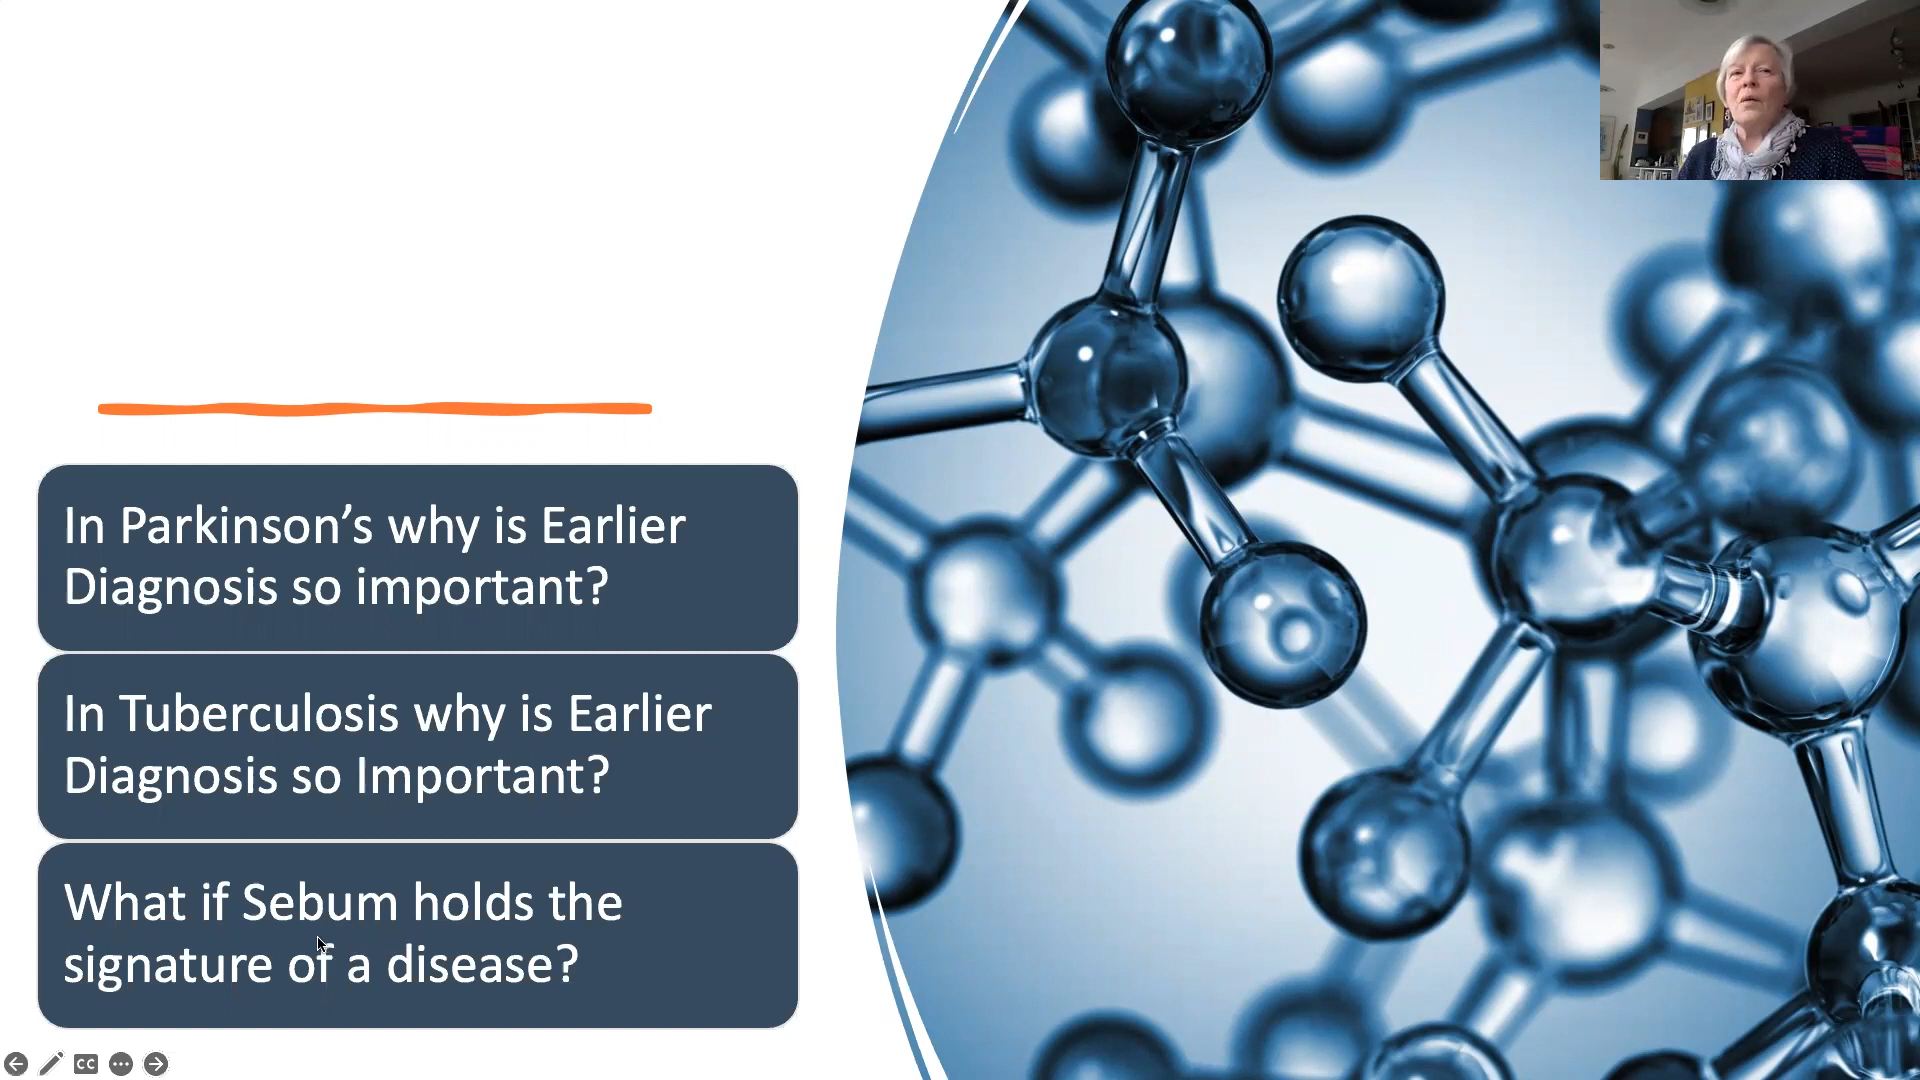 In Parkinson’s why is Earlier
Diagnosis so important?
In Tuberculosis why is Earlier
Diagnosis so Important?
What if Sebum holds the
signature of a disease?
CC